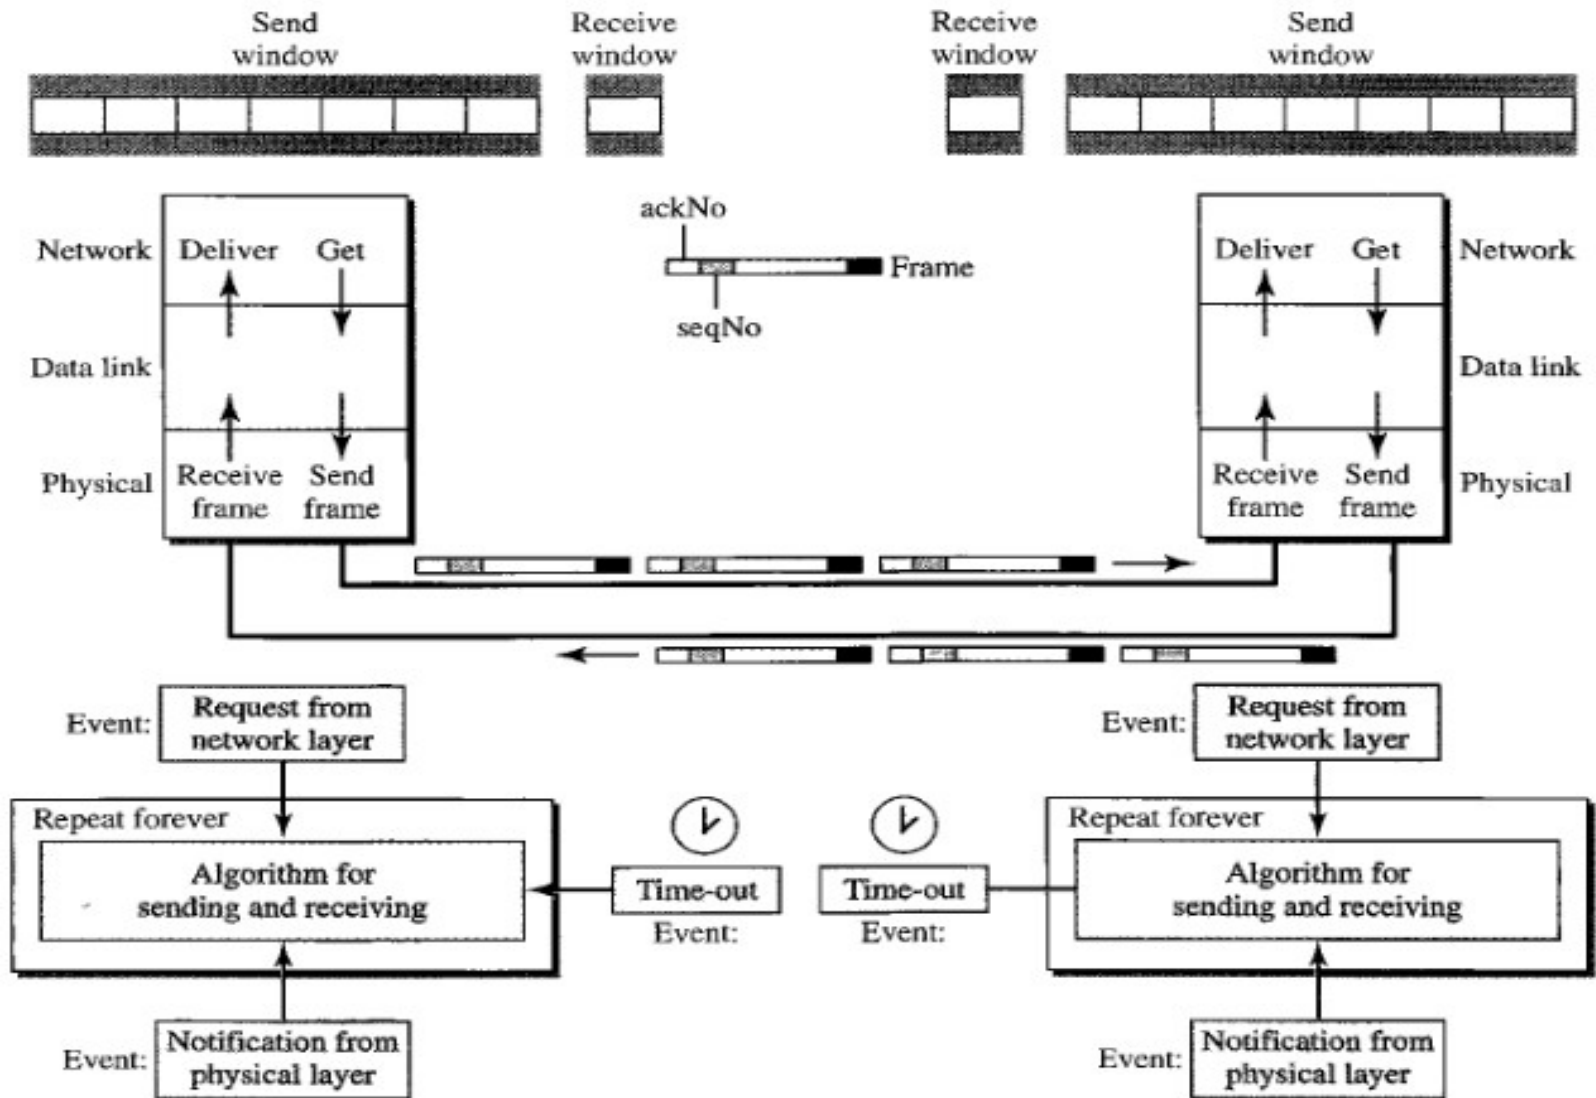 Send
window
Receive
window
Receive
window
Send
window
ackNo
Frame
seqNo
Network
Deliver
Get
Data link
Physical
Receive
frame
Send
frame
Deliver
Get
Network
Data link
Receive
frame
Send
frame
Physical
Event:
Request from
network layer
Event:
Request from
network layer
Repeat forever
Algorithm for
sending and receiving
Time-out
Event:
Time-out
Event:
Repeat forever
Algorithm for
sending and receiving
Event:
Notification from
physical layer
Event:
Notification from
physical layer